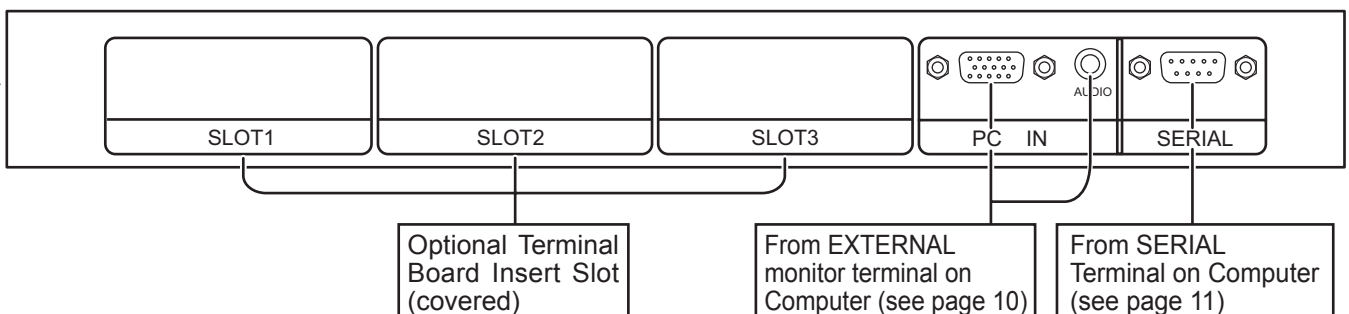 AUDIO
SLOT1 SLOT2 SLOT3 PC IN SERIAL
Optional Terminal
Board Insert Slot
(covered)
From EXTERNAL
monitor terminal on
Computer (see page 10)
From SERIAL
Terminal on Computer
(see page 11)